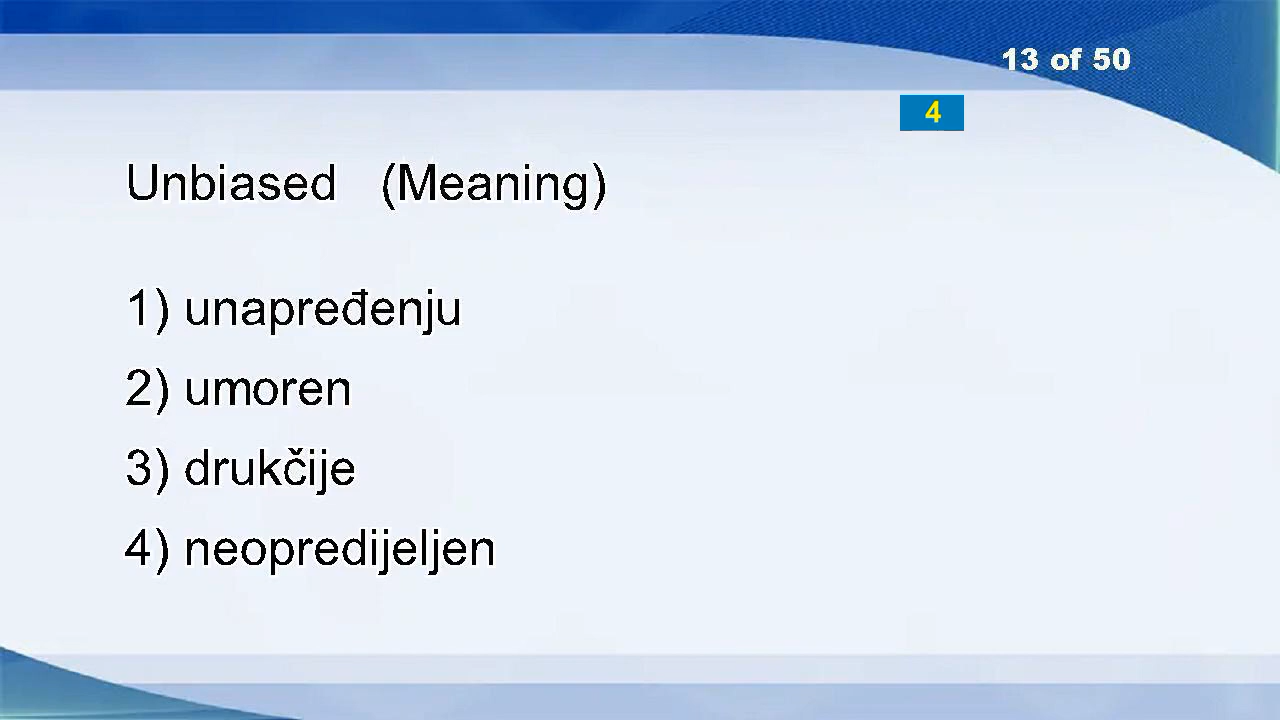 13 of 50
4
Unbiased (Meaning)
1) unapređenju
2) umoren
3) drukčije
4) neopredijeljen